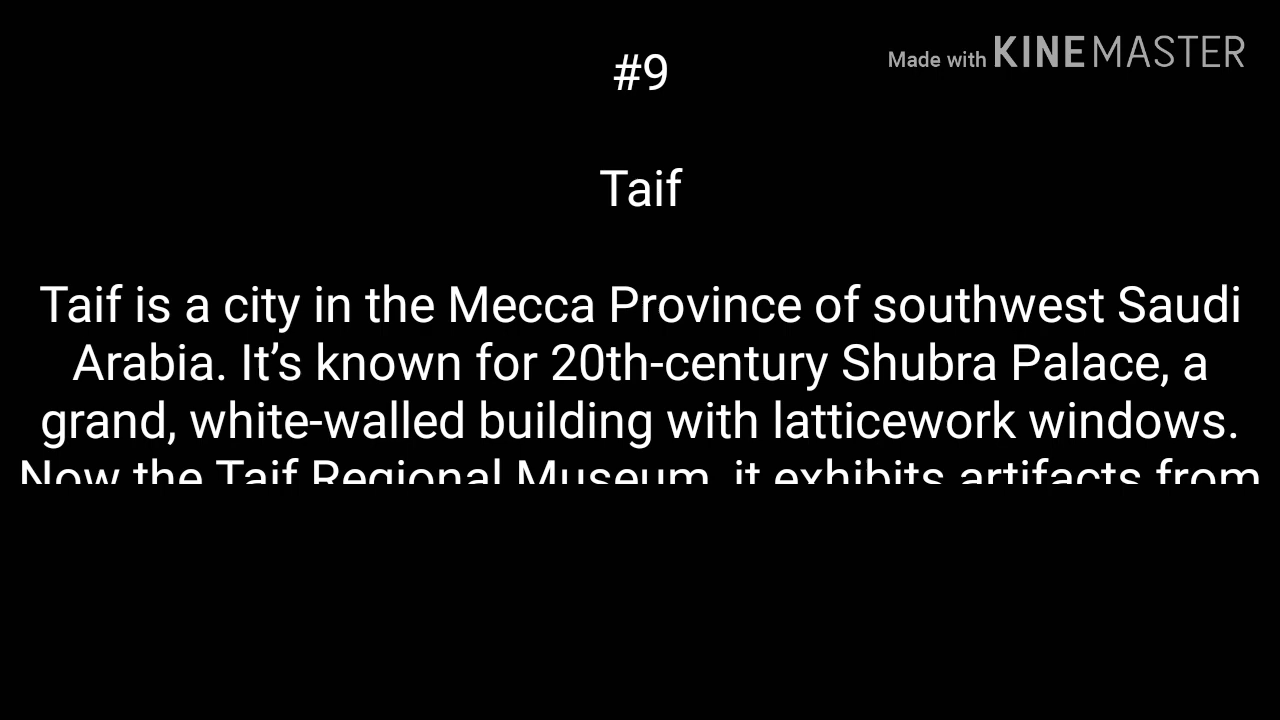 #9
Made with KINEMASTER
Taif
Taif is a city in the Mecca Province of southwest Saudi
Arabia. It’s known for 20th-century Shubra Palace, a
grand, white-walled building with latticework windows.
Now the Taif Regional Museum, it exhibits artifacts from